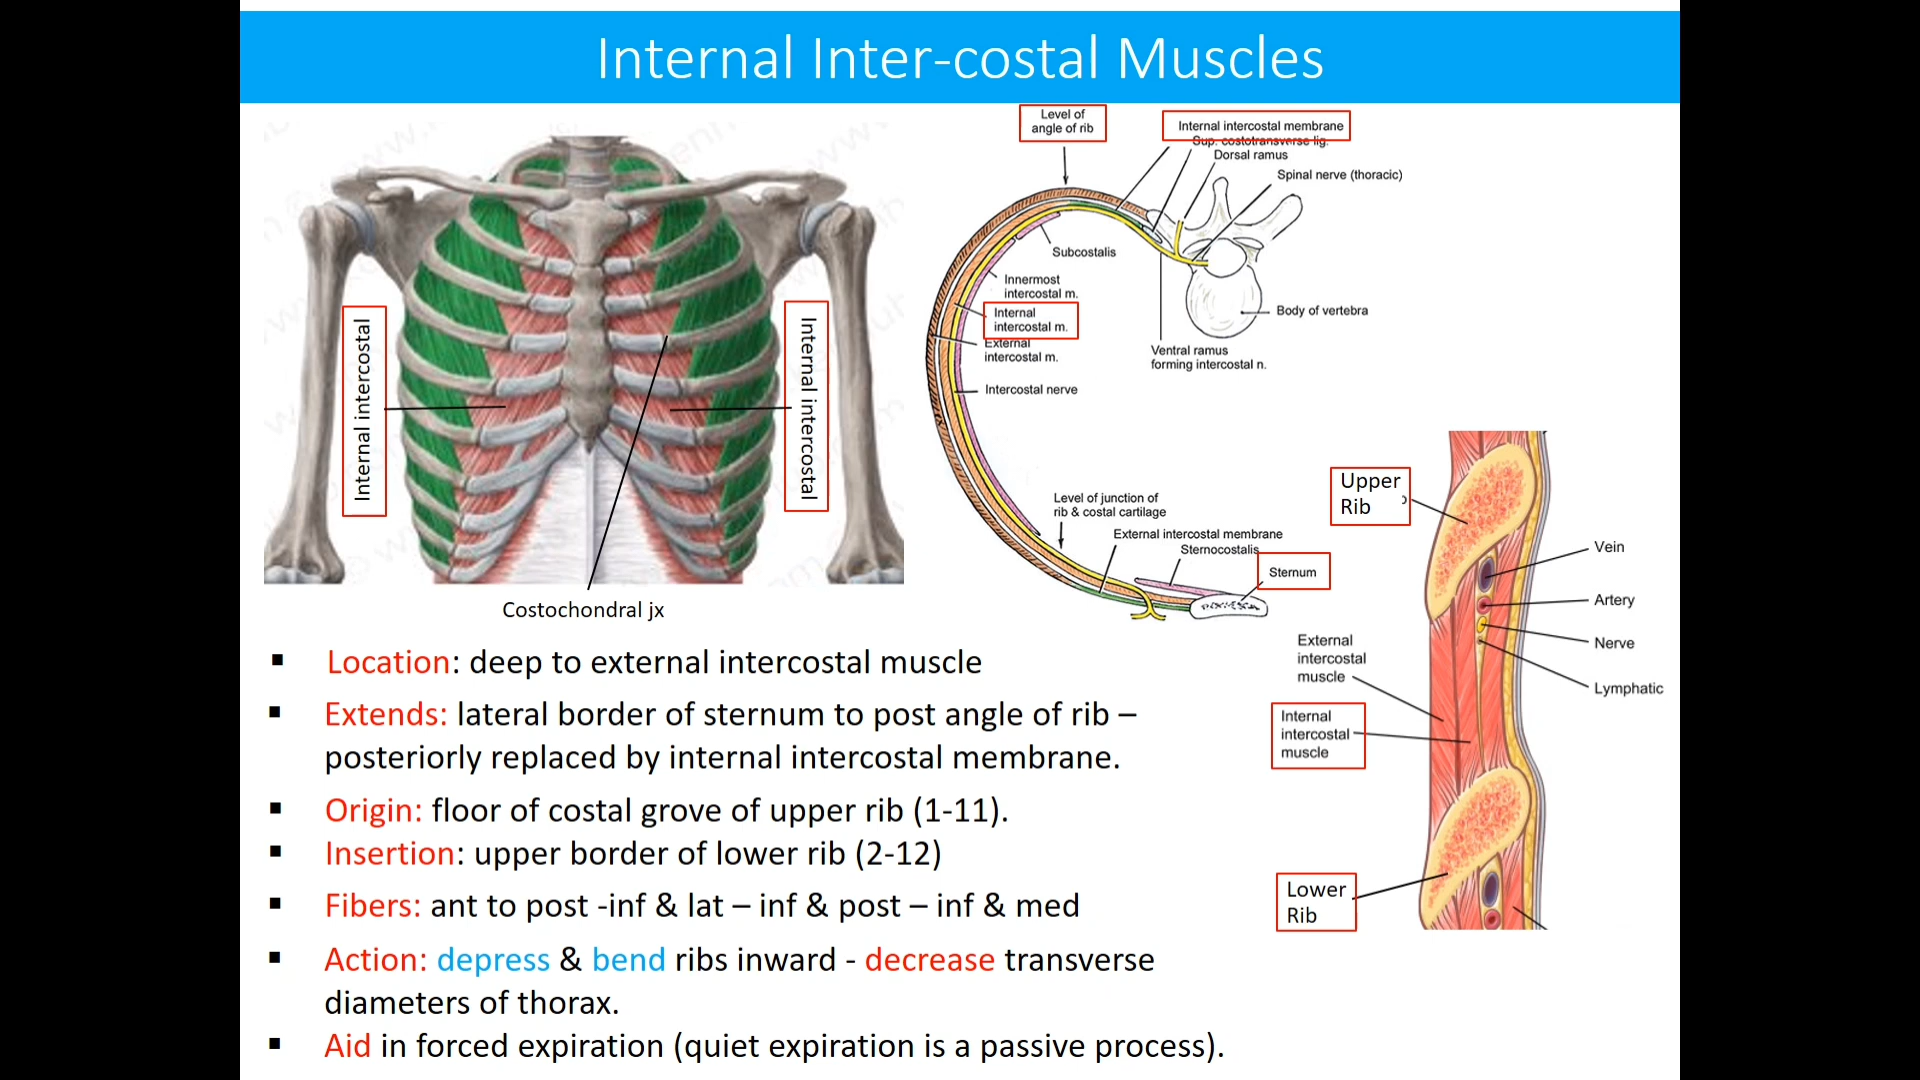 Internal Inter-costal Muscles
Level of
angle of rib
Internal intercostal membrane
Sup. costotransverse lig.
Dorsal ramus
Spinal nerve (thoracic)
Subcostalis
Innermost
intercostal m.
Internal
intercostal m.
External
intercostal m.
Intercostal nerve
Body of vertebra
Ventral ramus
forming intercostal n.
Level of junction of
rib & costal cartilage
External intercostal membrane
Sternocostalis
Sternum
Internal intercostal
Internal intercostal
Costochondral jx
Upper
Rib
Vein
Artery
Nerve
Lymphatic
External
intercostal
muscle
Internal
intercostal
muscle
Lower
Rib
▪ Location: deep to external intercostal muscle
▪ Extends: lateral border of sternum to post angle of rib –
posteriorly replaced by internal intercostal membrane.
▪ Origin: floor of costal grove of upper rib (1-11).
▪ Insertion: upper border of lower rib (2-12)
▪ Fibers: ant to post -inf & lat – inf & post – inf & med
▪ Action: depress & bend ribs inward - decrease transverse
diameters of thorax.
▪ Aid in forced expiration (quiet expiration is a passive process).